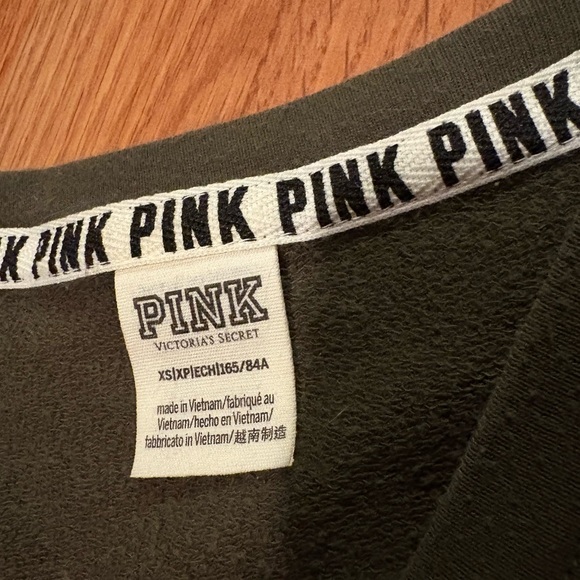 PINK PINK PINK PINK
PINK
VICTORIA'S SECRET
XS|XP|ECH|165/84A
made in Vietnam/fabriqué au
Vietnam/hecho en Vietnam/
fabbricato in Vietnam/越南制造